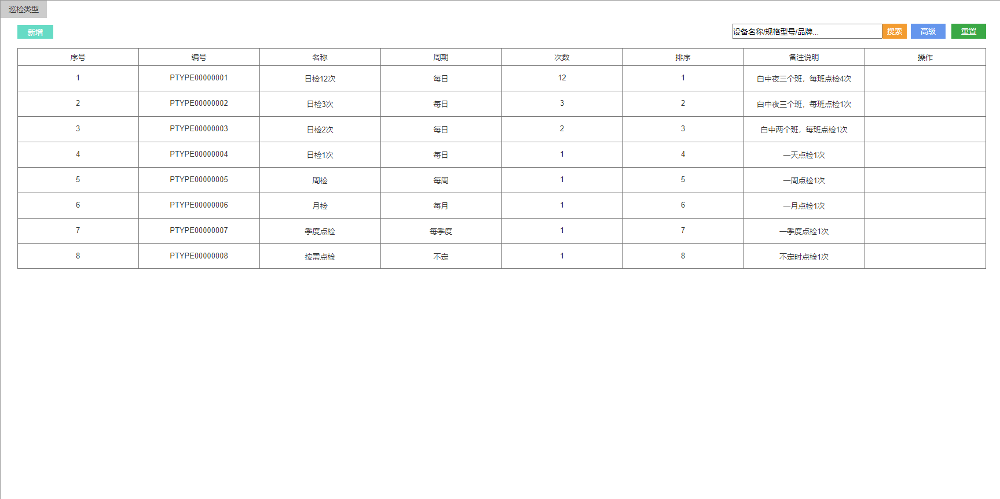 巡检类型
新增 设备名称/规格型号/品牌... 搜索 高级 重置
序号 编号 名称 周期 次数 排序 备注说明 操作
1 PTYPE00000001 日检12次 每日 12 1 白中夜三个班，每班点检4次
2 PTYPE00000002 日检3次 每日 3 2 白中夜三个班，每班点检1次
3 PTYPE00000003 日检2次 每日 2 3 白中两个班，每班点检1次
4 PTYPE00000004 日检1次 每日 1 4 一天点检1次
5 PTYPE00000005 周检 每周 1 5 一周点检1次
6 PTYPE00000006 月检 每月 1 6 一月点检1次
7 PTYPE00000007 季度点检 每季度 1 7 一季度点检1次
8 PTYPE00000008 按需点检 不定 1 8 不定时点检1次